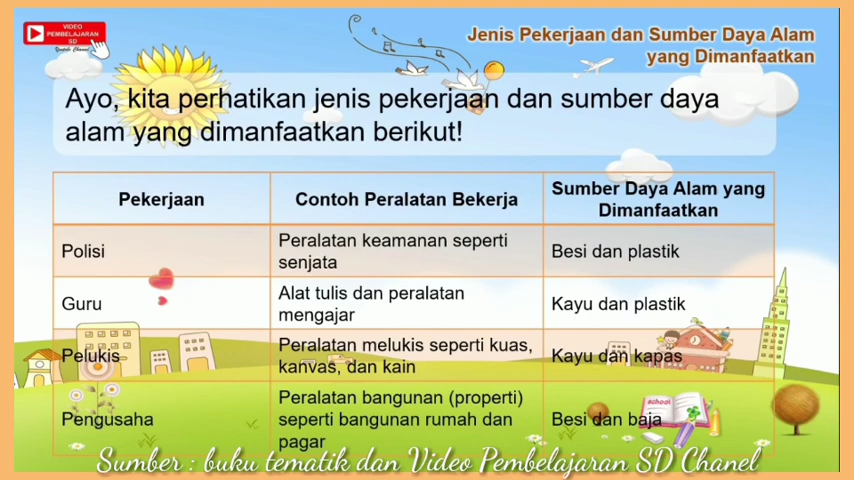 VIDEO
PEMBELAJARAN
SD
Youtube Channel
Jenis Pekerjaan dan Sumber Daya Alam
yang Dimanfaatkan
Ayo, kita perhatikan jenis pekerjaan dan sumber daya
alam yang dimanfaatkan berikut!
Pekerjaan
Contoh Peralatan Bekerja
Sumber Daya Alam yang
Dimanfaatkan
Polisi
Peralatan keamanan seperti
senjata
Besi dan plastik
Guru
Alat tulis dan peralatan
mengajar
Kayu dan plastik
Pelukis
Peralatan melukis seperti kuas,
kanvas, dan kain
Kayu dan kapas
Pengusaha
Peralatan bangunan (properti)
seperti bangunan rumah dan
pagar
Besi dan baja
school
Sumber : buku tematik dan Video Pembelajaran SD Chanel